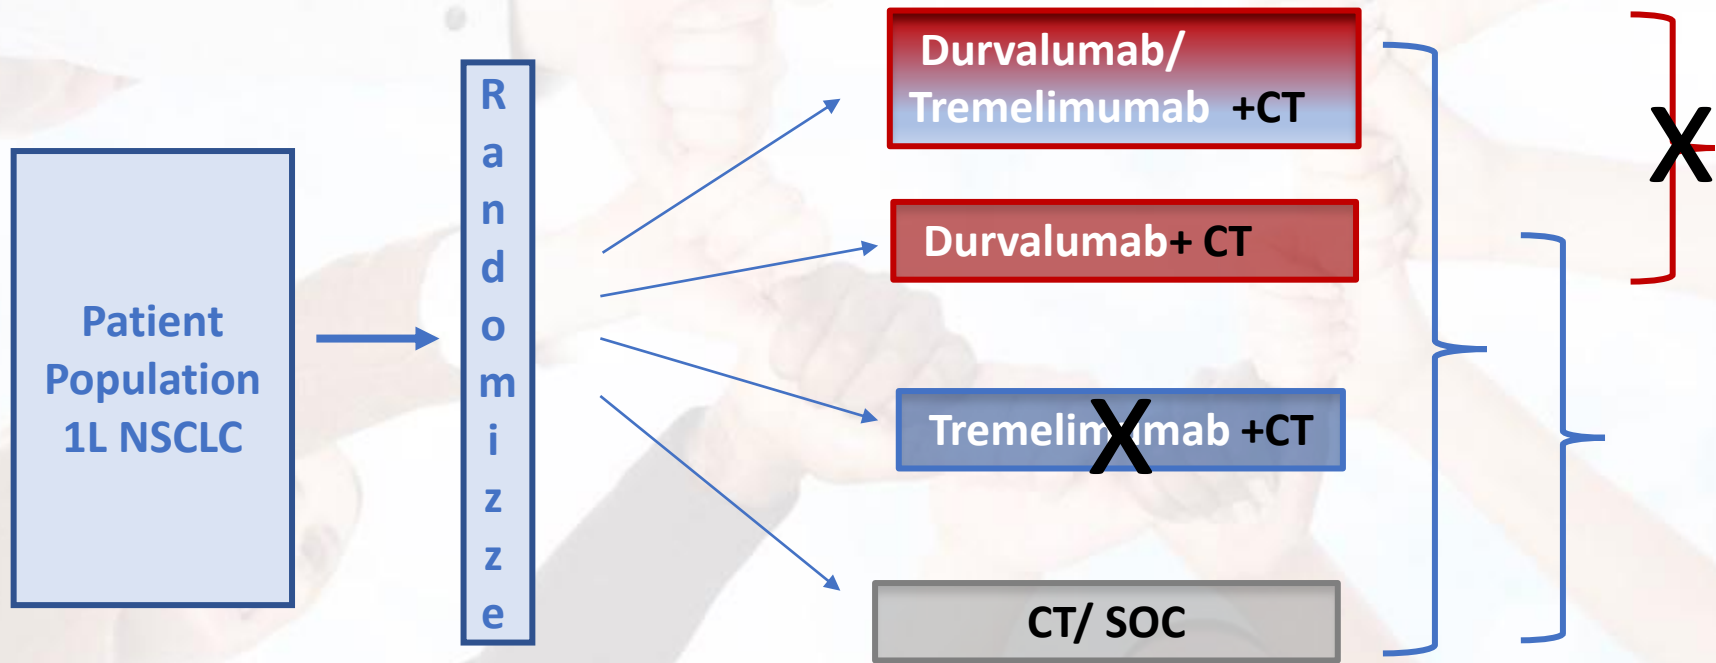 Patient
Population
1L NSCLC
R
a
n
d
o
m
i
z
z
e
Durvalumab/
Tremelimumab +CT
Durvalumab+ CT
Tremelimumab +CT
X
CT/ SOC
X